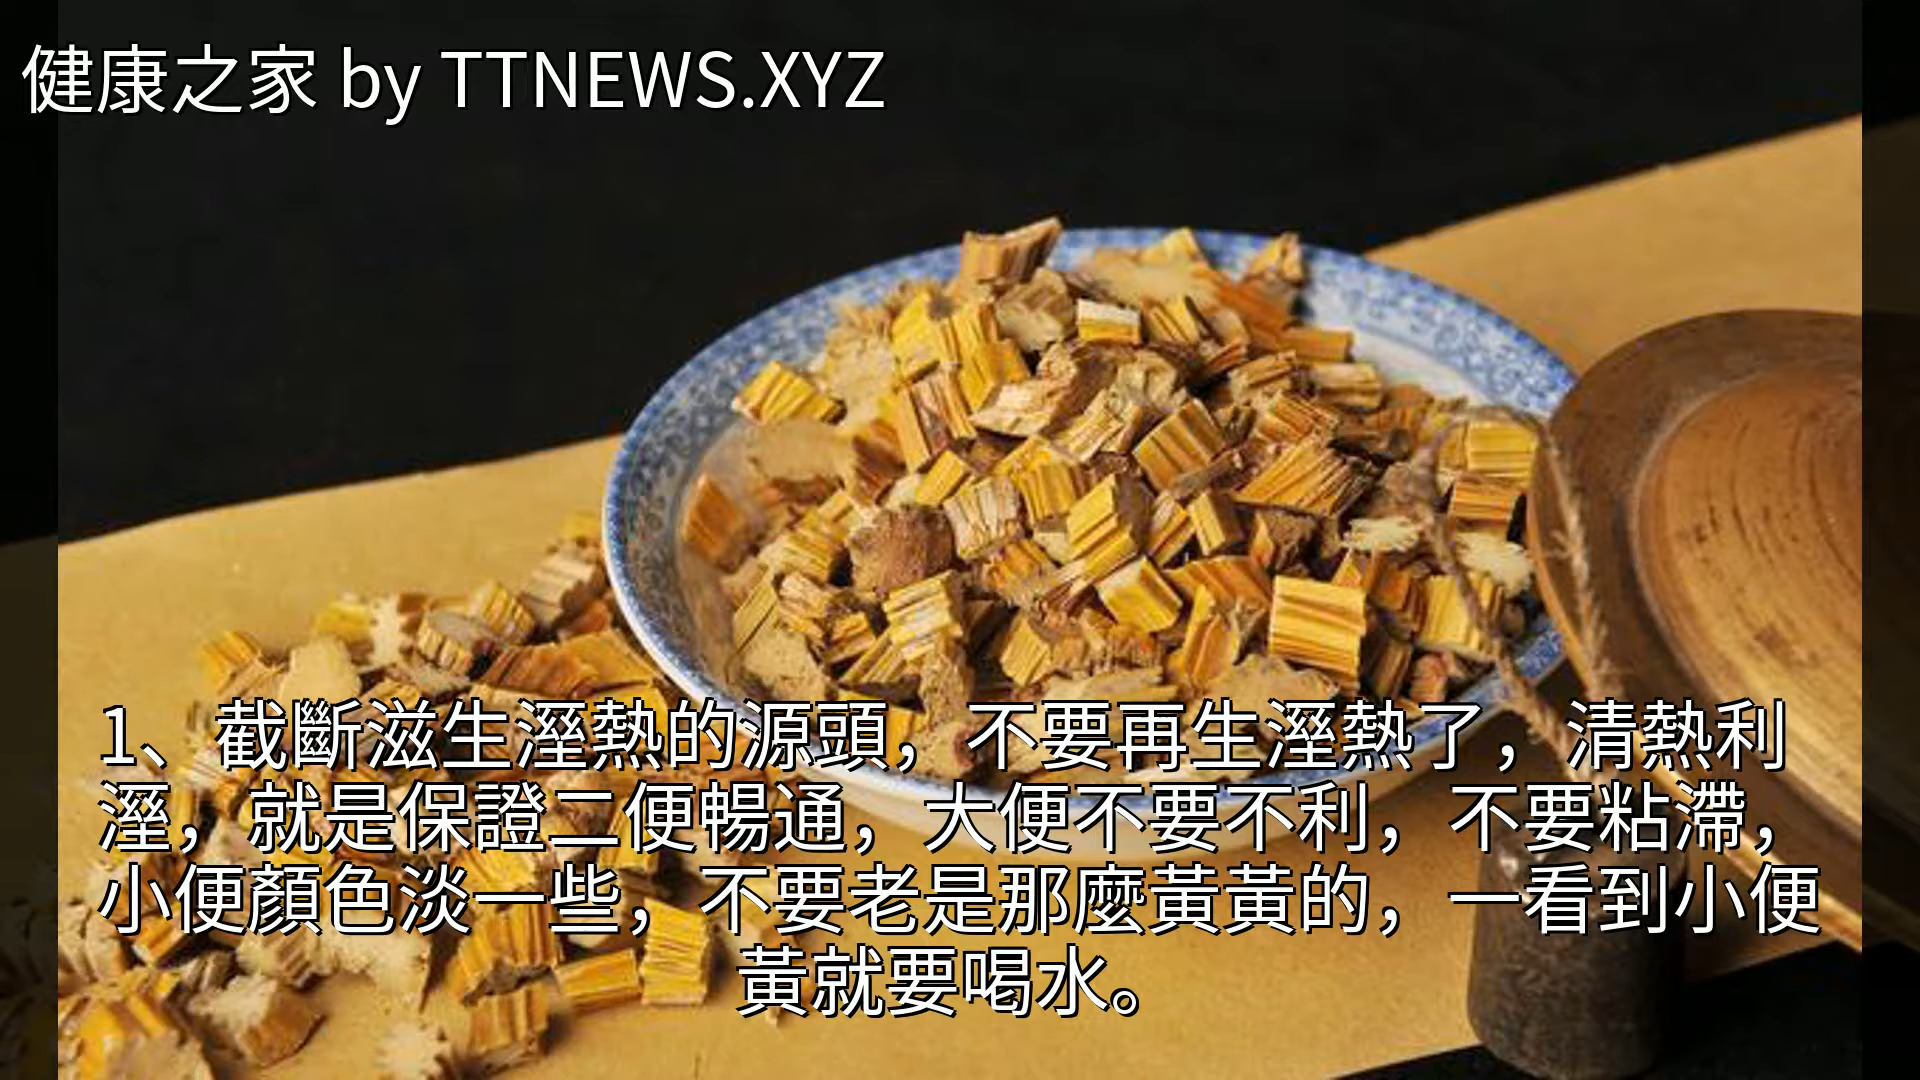 健康之家 by TTNEWS.XYZ
1、截斷滋生溼熱的源頭，不要再生溼熱了，清熱利
溼，就是保證二便暢通，大便不要不利，不要粘滯，
小便顏色淡一些，不要老是那麼黃黃的，一看到小便
黃就要喝水。